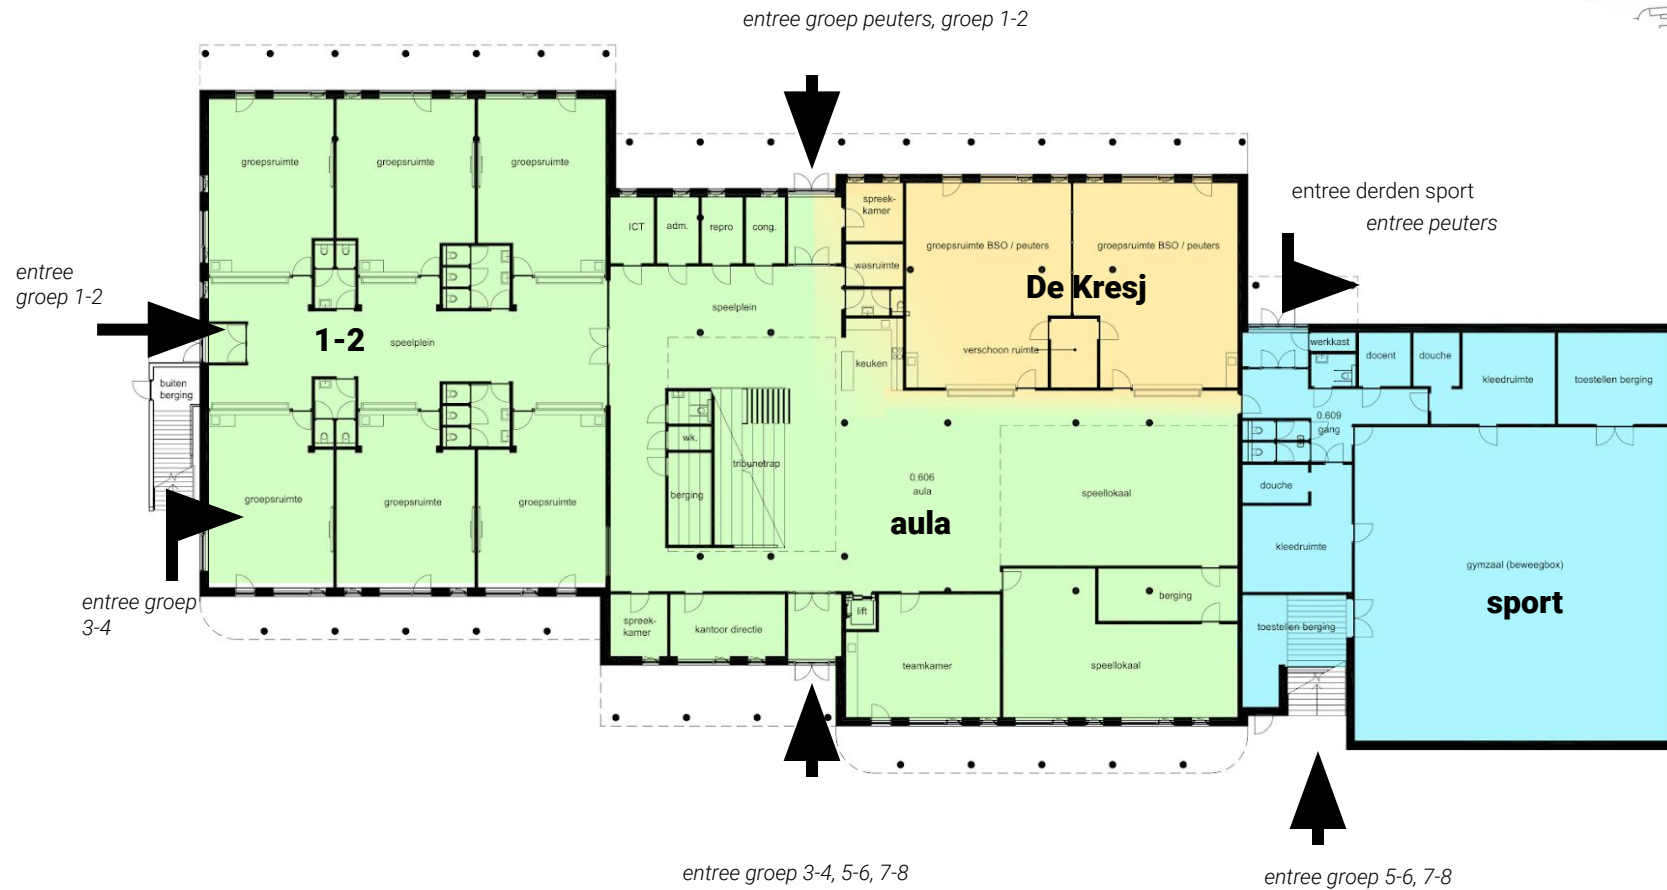 entree groep peuters, groep 1-2
groepsruimte
groepsruimte
groepsruimte
ICT
adm.
repro
cong.
spreek-
kamer
groepsruimte BSO / peuters
groepsruimte BSO / peuters
wasruimte
De Kresj
entree derden sport
entree peuters
entree
groep 1-2
1-2
speelplein
speelplein
keuken
verschoon ruimte
werkkast
docent
douche
kleedruimte
toestellen berging
buiten
berging
0.609
gang
wk.
tribunetrap
berging
0.606
aula
aula
speellokaal
douche
kleedruimte
gymzaal (beweegbox)
sport
groepsruimte
groepsruimte
groepsruimte
entree groep
3-4
spreek-
kamer
kantoor directie
lift
teamkamer
berging
speellokaal
toestellen berging
entree groep 3-4, 5-6, 7-8
entree groep 5-6, 7-8